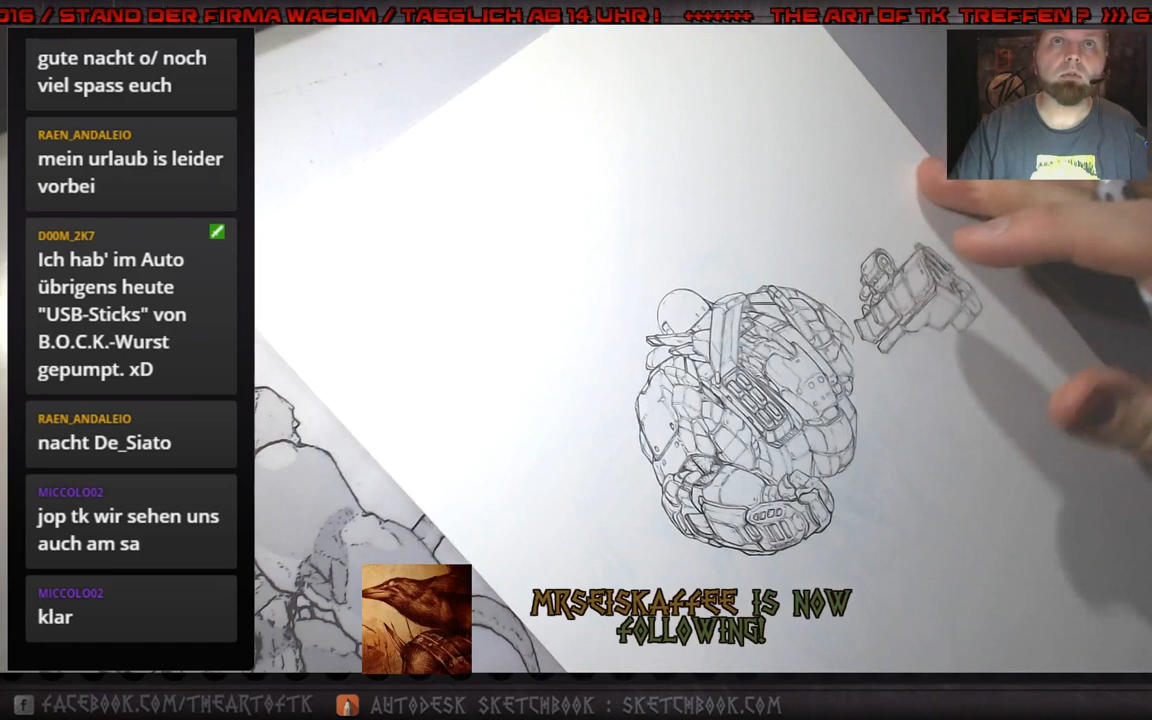 016 / STAND DER FIRMA WACOM / TAEGLICH AB 14 UHR ! +++++++ THE ART OF TK TREFFEN ? >>> G
gute nacht o/ noch
viel spass euch
RAEN_ANDALEIO
mein urlaub is leider
vorbei
D00M_2K7
Ich hab' im Auto
übrigens heute
"USB-Sticks" von
B.O.C.K.-Wurst
gepumpt. xD
RAEN_ANDALEIO
nacht De_Siato
MICCOLO02
jop tk wir sehen uns
auch am sa
MICCOLO02
klar
MRSEISKAFFEE IS NOW
FOLLOWING!
FACEBOOK.COM/THEARTOFTK
AUTODESK SKETCHBOOK : SKETCHBOOK.COM